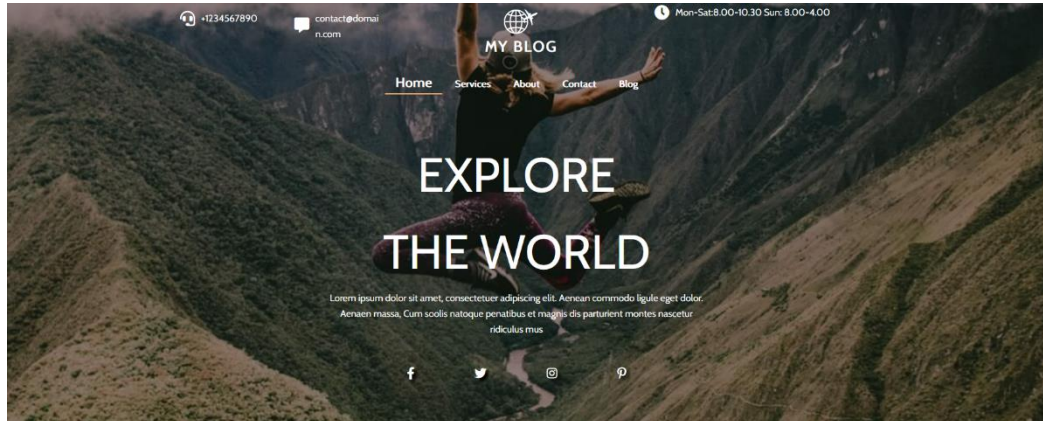 +1234567890
contact@domai
n.com
MY BLOG
Mon-Sat:8.00-10.30 Sun: 8.00-4.00
Home Services About Contact Blog
EXPLORE
THE WORLD
Lorem ipsum dolor sit amet, consectetuer adipiscing elit. Aenean commodo ligule eget dolor.
Aenaen massa, Cum soolis natoque penatibus et magnis dis parturient montes nascetur
ridiculus mus